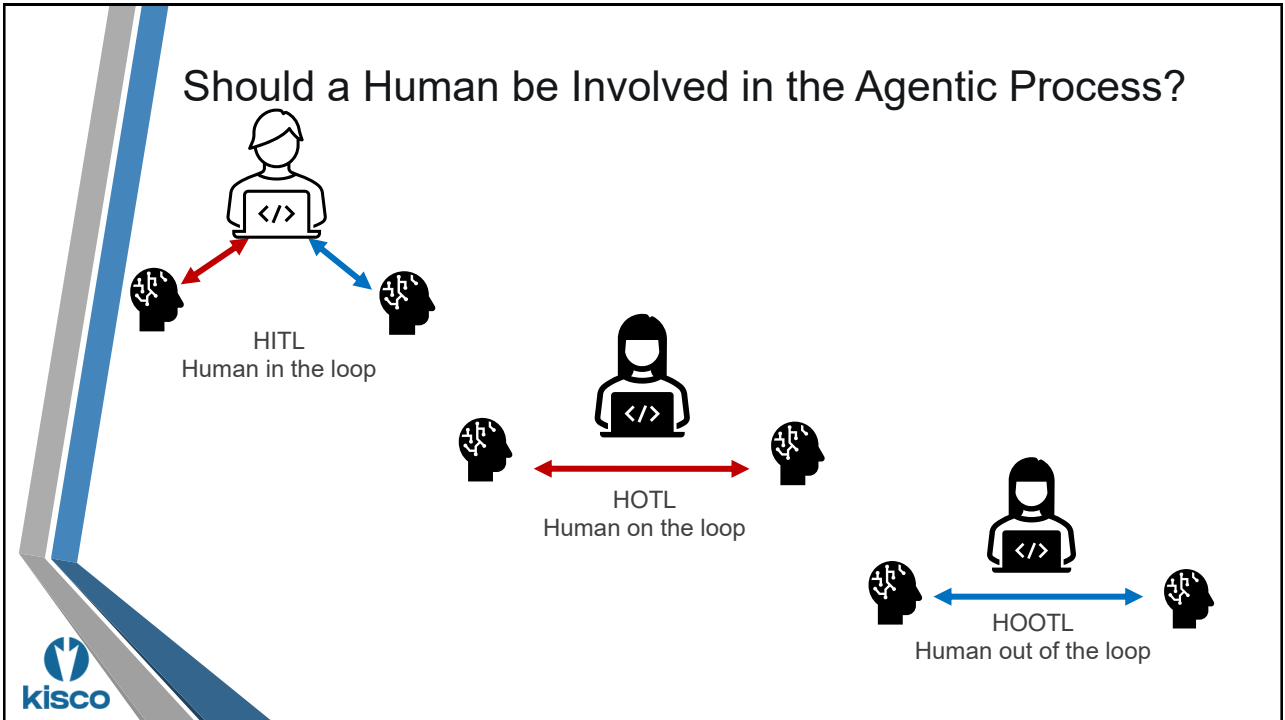 Should a Human be Involved in the Agentic Process?
</>
HITL
Human in the loop
</>
HOTL
Human on the loop
</>
HOOTL
Human out of the loop
kisco